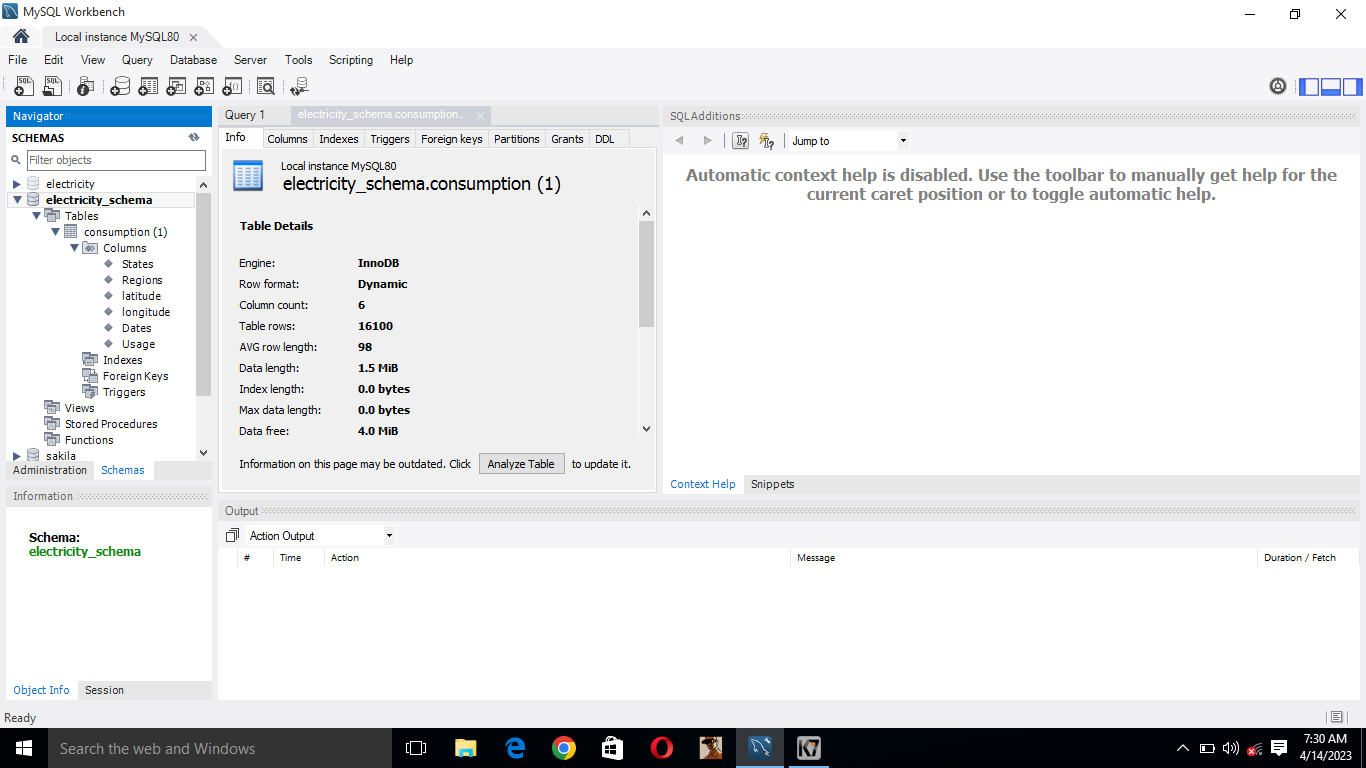 MySQL Workbench
Local instance MySQL80
File Edit View Query Database Server Tools Scripting Help
Navigator
SCHEMAS
Filter objects
electricity
electricity_schema
Tables
consumption (1)
Columns
States
Regions
latitude
longitude
Dates
Usage
Indexes
Foreign Keys
Triggers
Views
Stored Procedures
Functions
sakila
Administration Schemas
Information
Schema:
electricity_schema
Object Info Session
Query 1 electricity_schema.consumption...
Info Columns Indexes Triggers Foreign keys Partitions Grants DDL
Local instance MySQL80
electricity_schema.consumption (1)
Table Details
Engine: InnoDB
Row format: Dynamic
Column count: 6
Table rows: 16100
AVG row length: 98
Data length: 1.5 MiB
Index length: 0.0 bytes
Max data length: 0.0 bytes
Data free: 4.0 MiB
Information on this page may be outdated. Click Analyze Table to update it.
SQLAdditions
Jump to
Automatic context help is disabled. Use the toolbar to manually get help for the
current caret position or to toggle automatic help.
Context Help Snippets
Output
Action Output
# Time Action Message Duration / Fetch
Ready
Search the web and Windows
7:30 AM
4/14/2023